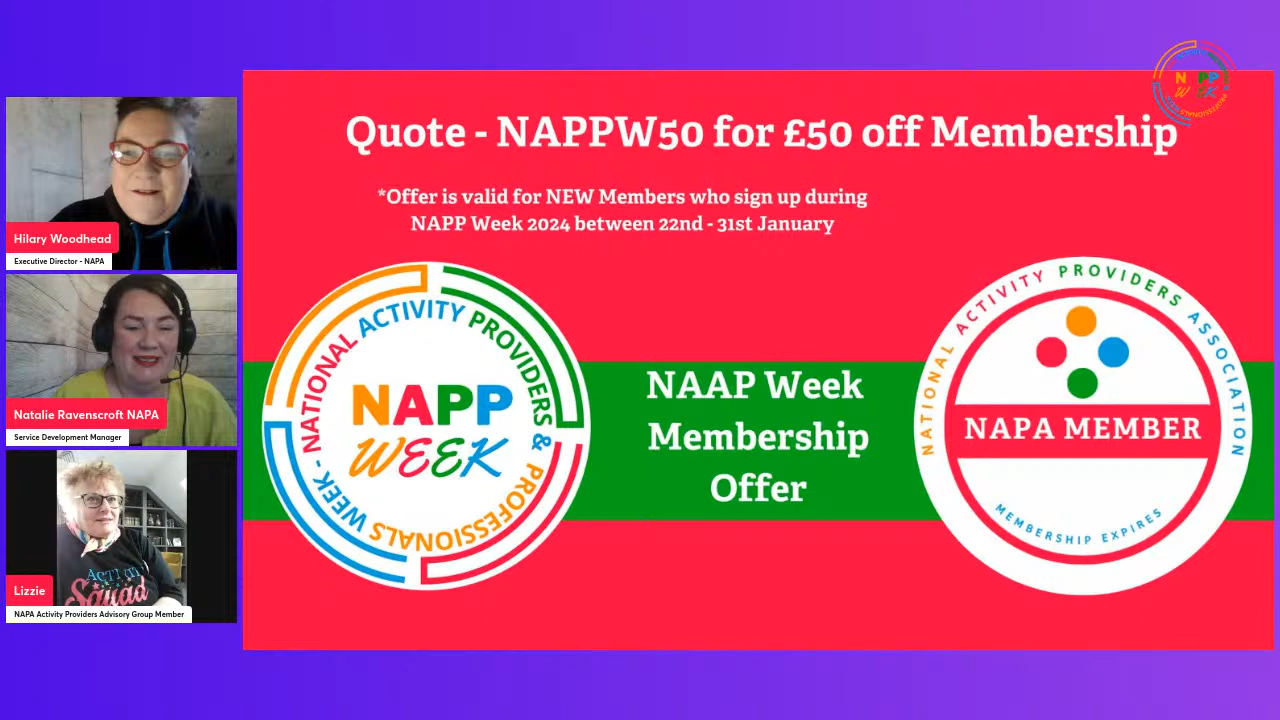 Quote - NAPPW50 for £50 off Membership
*Offer is valid for NEW Members who sign up during
NAPP Week 2024 between 22nd - 31st January
NAPP
WEEK
NATIONAL ACTIVITY PROVIDERS & PROFESSIONALS WEEK -
NAAP Week
Membership
Offer
NATIONAL ACTIVITY PROVIDERS ASSOCIATION
NAPA MEMBER
MEMBERSHIP EXPIRES
NAPP
WEEK
Hilary Woodhead
Executive Director - NAPA
Natalie Ravenscroft NAPA
Service Development Manager
Squad
Lizzie
NAPA Activity Providers Advisory Group Member